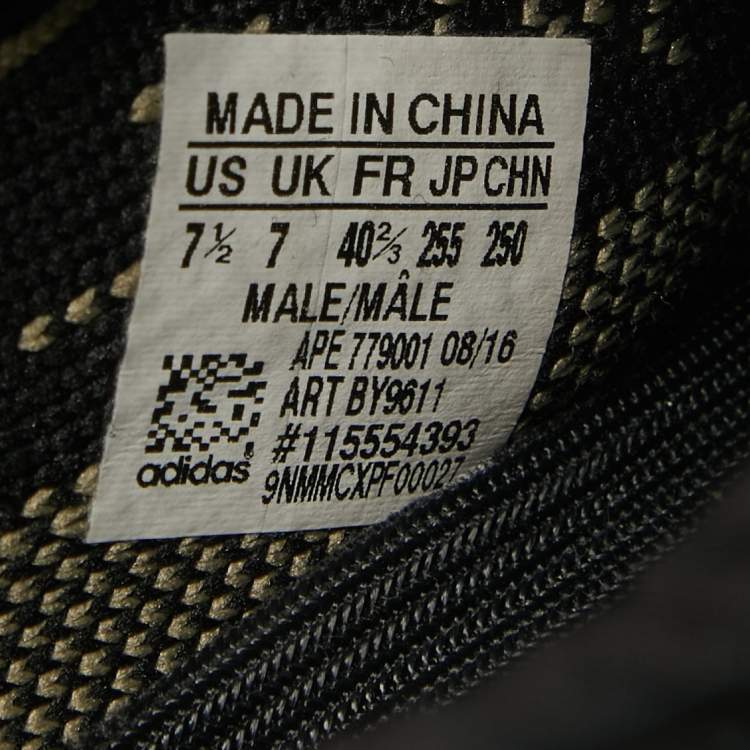 MADE IN CHINA
US UK FR JP CHN
7½ 7 40⅔ 255 250
MALE/MÂLE
APE 779001 08/16
ART BY9611
#115554393
adidas
9NMMCXPF00027